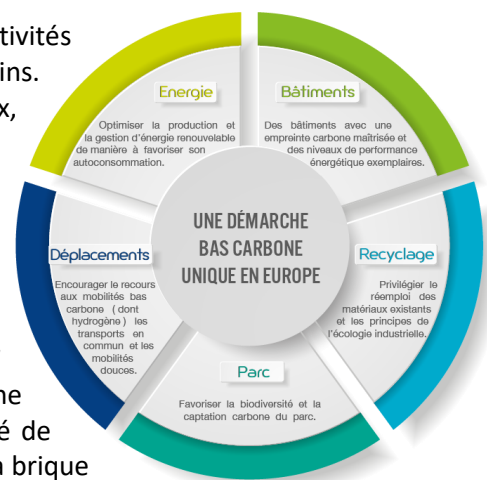 tivités
ins.
x,
Energie
Optimiser la production et
la gestion d'énergie renouvelable
de manière à favoriser son
autoconsommation.
Bâtiments
Des bâtiments avec une
empreinte carbone maîtrisée et
des niveaux de performance
énergétique exemplaires.
UNE DÉMARCHE
BAS CARBONE
UNIQUE EN EUROPE
Déplacements
Encourager le recours
aux mobilités bas
carbone ( dont
hydrogène ) les
transports en
commun et les
mobilités
douces.
Recyclage
Privilégier le
réemploi des
matériaux existants
et les principes de
l'écologie industrielle.
Parc
Favoriser la biodiversité et la
captation carbone du parc.
ne
é de
a brique